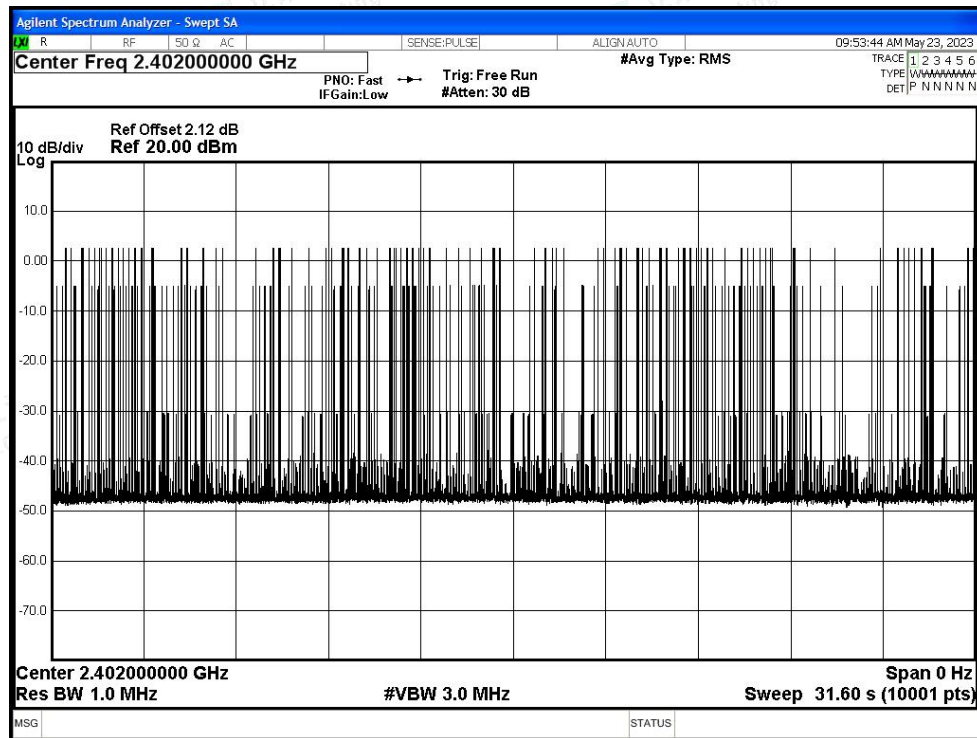 Agilent Spectrum Analyzer - Swept SA
LXI R RF 50 Ω AC SENSE:PULSE ALIGN AUTO 09:53:44 AM May 23, 2023
Center Freq 2.402000000 GHz #Avg Type: RMS TRACE 1 2 3 4 5 6
PNO: Fast Trig: Free Run TYPE WWWWWW
IFGain:Low #Atten: 30 dB DET P N N N N N
Ref Offset 2.12 dB
10 dB/div Ref 20.00 dBm
Log
10.0
0.00
-10.0
-20.0
-30.0
-40.0
-50.0
-60.0
-70.0
Center 2.402000000 GHz Span 0 Hz
Res BW 1.0 MHz #VBW 3.0 MHz Sweep 31.60 s (10001 pts)
MSG STATUS